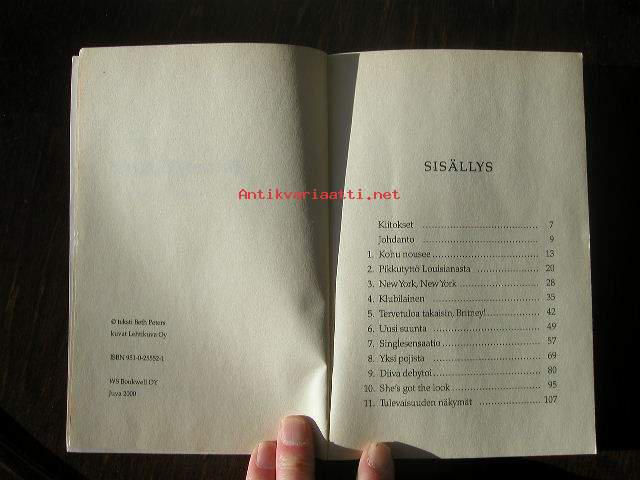 © teksti Beth Peters
kuvat Lehtikuva Oy
ISBN 951-0-25552-1
WS Bookwell OY
Juva 2000
Antikvariaatti.net
SISÄLLYS
Kiitokset 7
Johdanto 9
1. Kohu nousee 13
2. Pikkutyttö Louisianasta 20
3. New York, New York 28
4. Klubilainen 35
5. Tervetuloa takaisin, Britney! 42
6. Uusi suunta 49
7. Singlesensaatio 57
8. Yksi pojista 69
9. Diiva debytoi 80
10. She's got the look 95
11. Tulevaisuuden näkymät 107